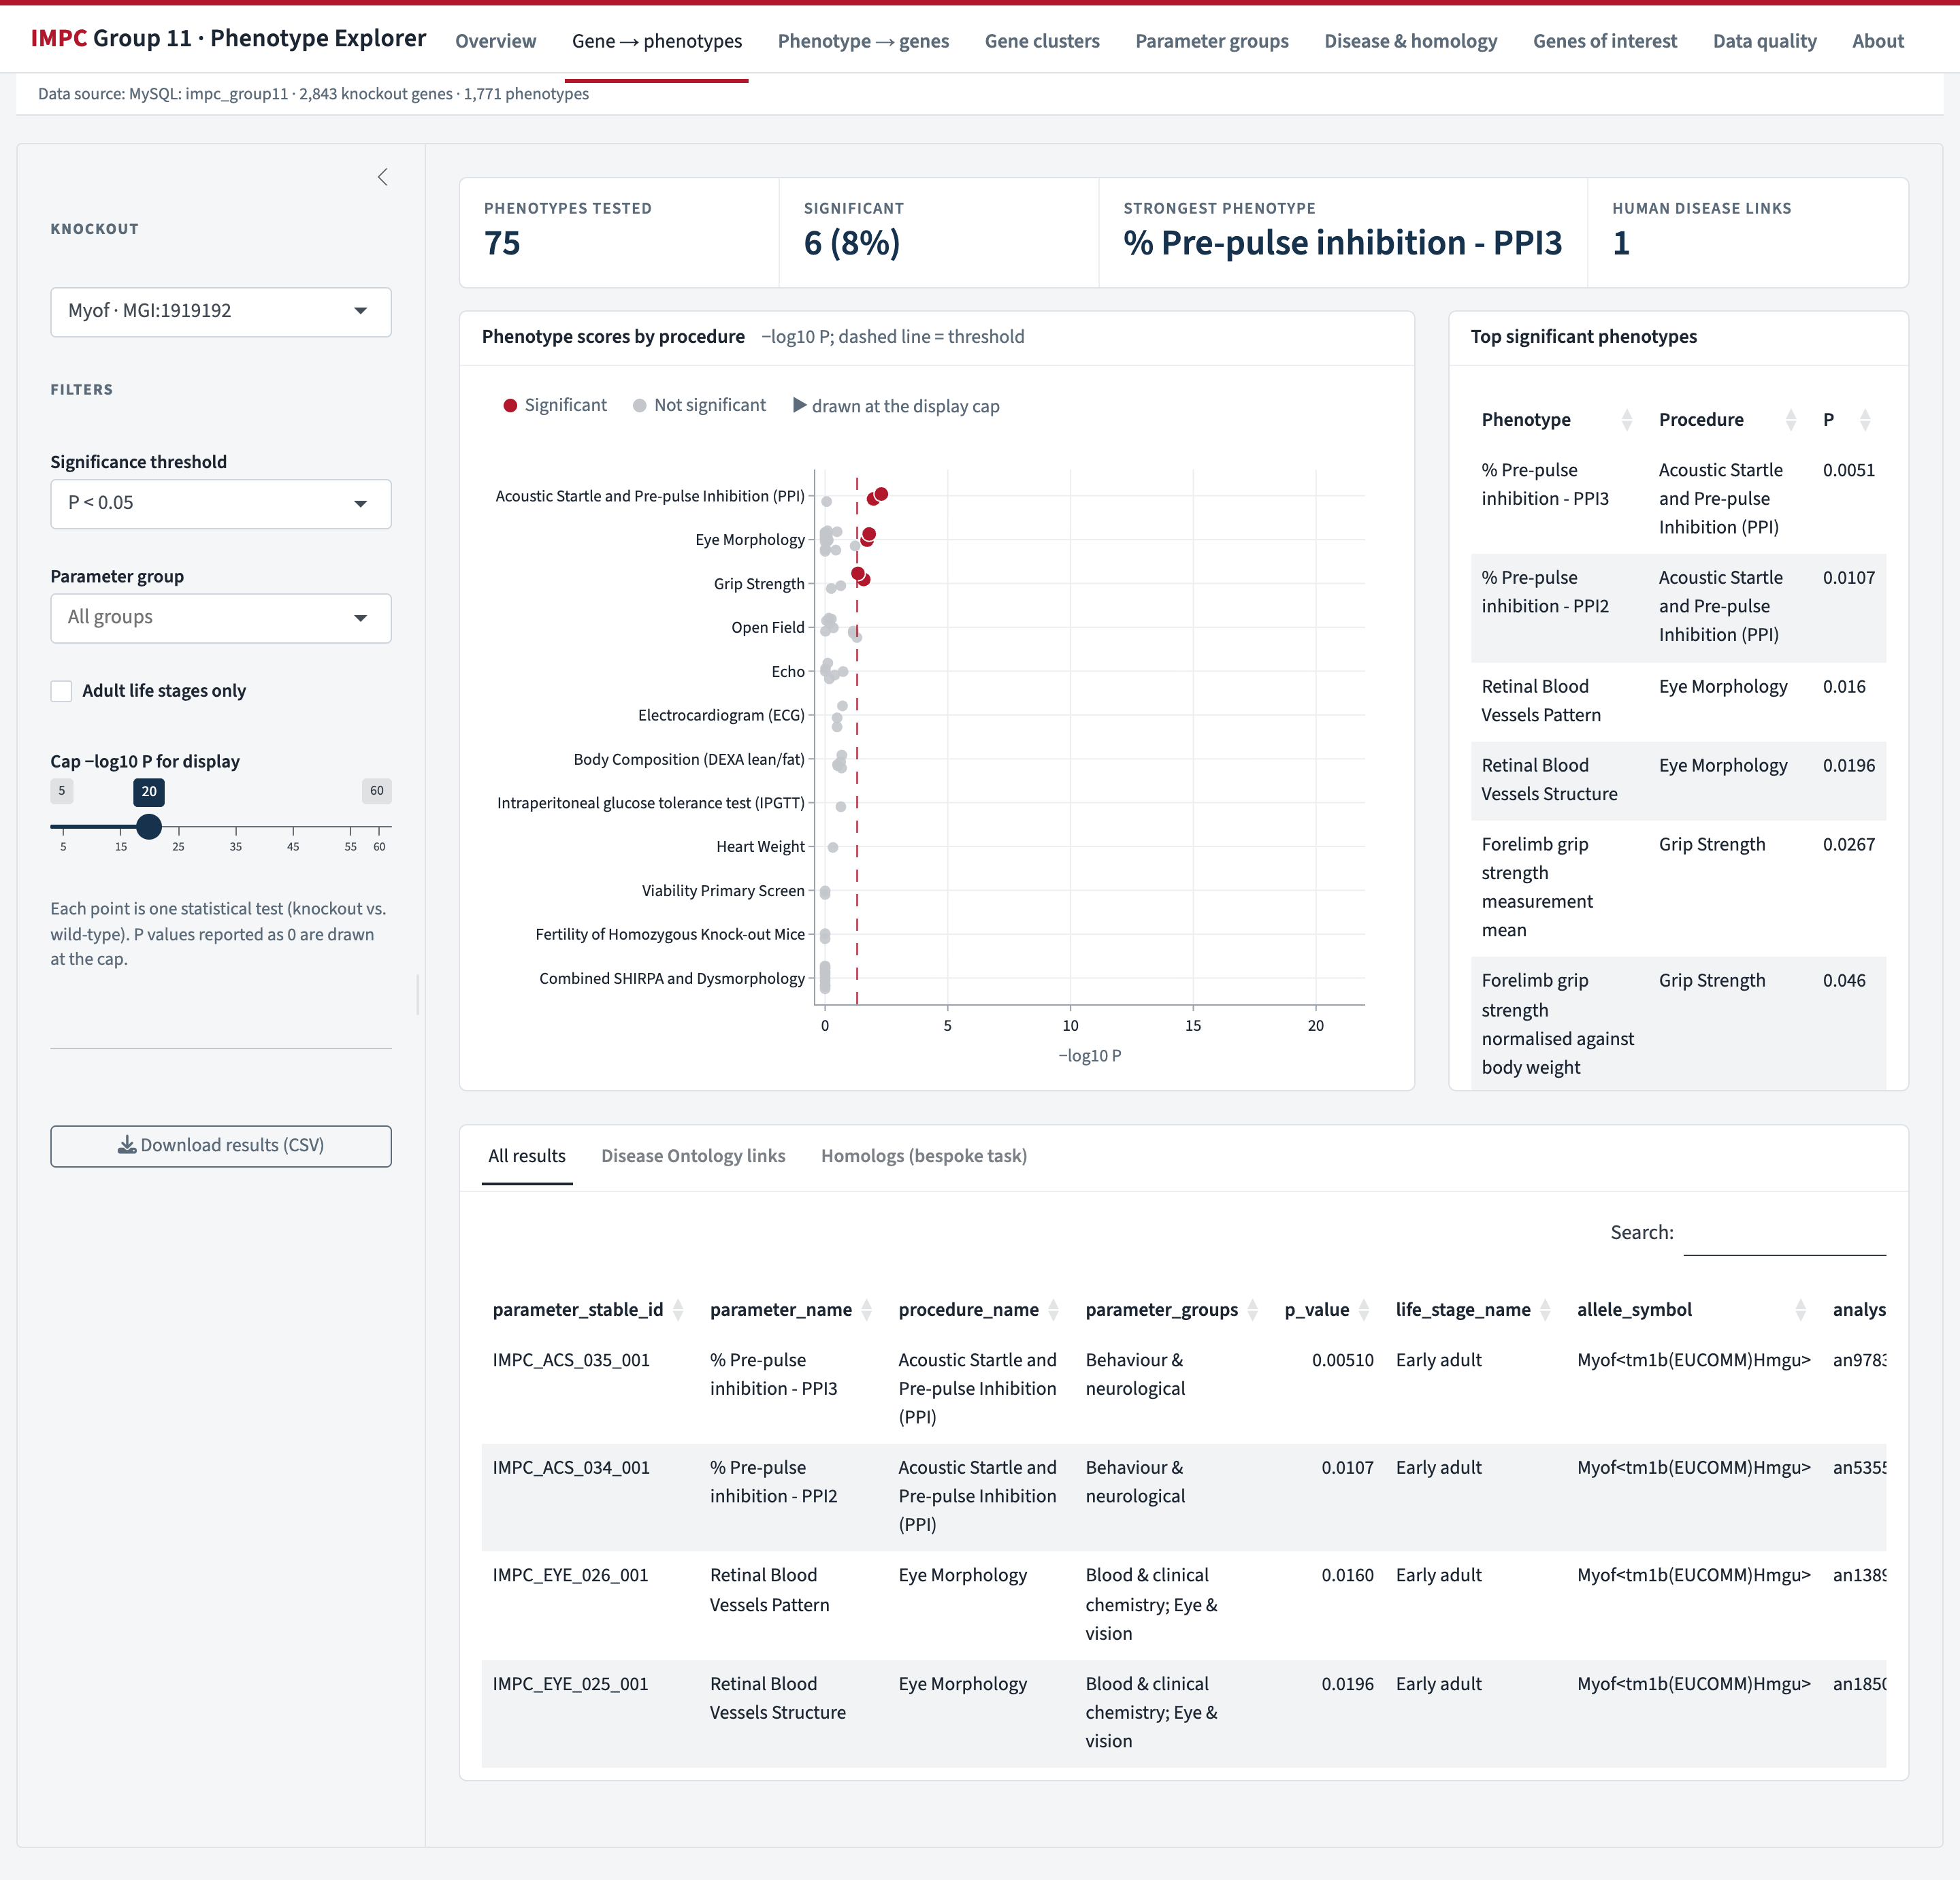 IMPC Group 11 · Phenotype Explorer
Overview
Gene → phenotypes
Phenotype → genes
Gene clusters
Parameter groups
Disease & homology
Genes of interest
Data quality
About
Data source: MySQL: impc_group11 · 2,843 knockout genes · 1,771 phenotypes
KNOCKOUT
Myof · MGI:1919192
FILTERS
Significance threshold
P < 0.05
Parameter group
All groups
Adult life stages only
Cap −log10 P for display
5
20
60
5
15
25
35
45
55
60
Each point is one statistical test (knockout vs.
wild-type). P values reported as 0 are drawn
at the cap.
Download results (CSV)
PHENOTYPES TESTED
75
SIGNIFICANT
6 (8%)
STRONGEST PHENOTYPE
% Pre-pulse inhibition - PPI3
HUMAN DISEASE LINKS
1
Phenotype scores by procedure −log10 P; dashed line = threshold
Significant
Not significant
drawn at the display cap
Acoustic Startle and Pre-pulse Inhibition (PPI)
Eye Morphology
Grip Strength
Open Field
Echo
Electrocardiogram (ECG)
Body Composition (DEXA lean/fat)
Intraperitoneal glucose tolerance test (IPGTT)
Heart Weight
Viability Primary Screen
Fertility of Homozygous Knock-out Mice
Combined SHIRPA and Dysmorphology
0
5
10
15
20
−log10 P
Top significant phenotypes
Phenotype
Procedure
P
% Pre-pulse
inhibition - PPI3
Acoustic Startle
and Pre-pulse
Inhibition (PPI)
0.0051
% Pre-pulse
inhibition - PPI2
Acoustic Startle
and Pre-pulse
Inhibition (PPI)
0.0107
Retinal Blood
Vessels Pattern
Eye Morphology
0.016
Retinal Blood
Vessels Structure
Eye Morphology
0.0196
Forelimb grip
strength
measurement
mean
Grip Strength
0.0267
Forelimb grip
strength
normalised against
body weight
Grip Strength
0.046
All results
Disease Ontology links
Homologs (bespoke task)
Search:
parameter_stable_id
parameter_name
procedure_name
parameter_groups
p_value
life_stage_name
allele_symbol
analys
IMPC_ACS_035_001
% Pre-pulse
inhibition - PPI3
Acoustic Startle and
Pre-pulse Inhibition
(PPI)
Behaviour &
neurological
0.00510
Early adult
Myof<tm1b(EUCOMM)Hmgu>
an9783
IMPC_ACS_034_001
% Pre-pulse
inhibition - PPI2
Acoustic Startle and
Pre-pulse Inhibition
(PPI)
Behaviour &
neurological
0.0107
Early adult
Myof<tm1b(EUCOMM)Hmgu>
an5355
IMPC_EYE_026_001
Retinal Blood
Vessels Pattern
Eye Morphology
Blood & clinical
chemistry; Eye &
vision
0.0160
Early adult
Myof<tm1b(EUCOMM)Hmgu>
an1389
IMPC_EYE_025_001
Retinal Blood
Vessels Structure
Eye Morphology
Blood & clinical
chemistry; Eye &
vision
0.0196
Early adult
Myof<tm1b(EUCOMM)Hmgu>
an1850